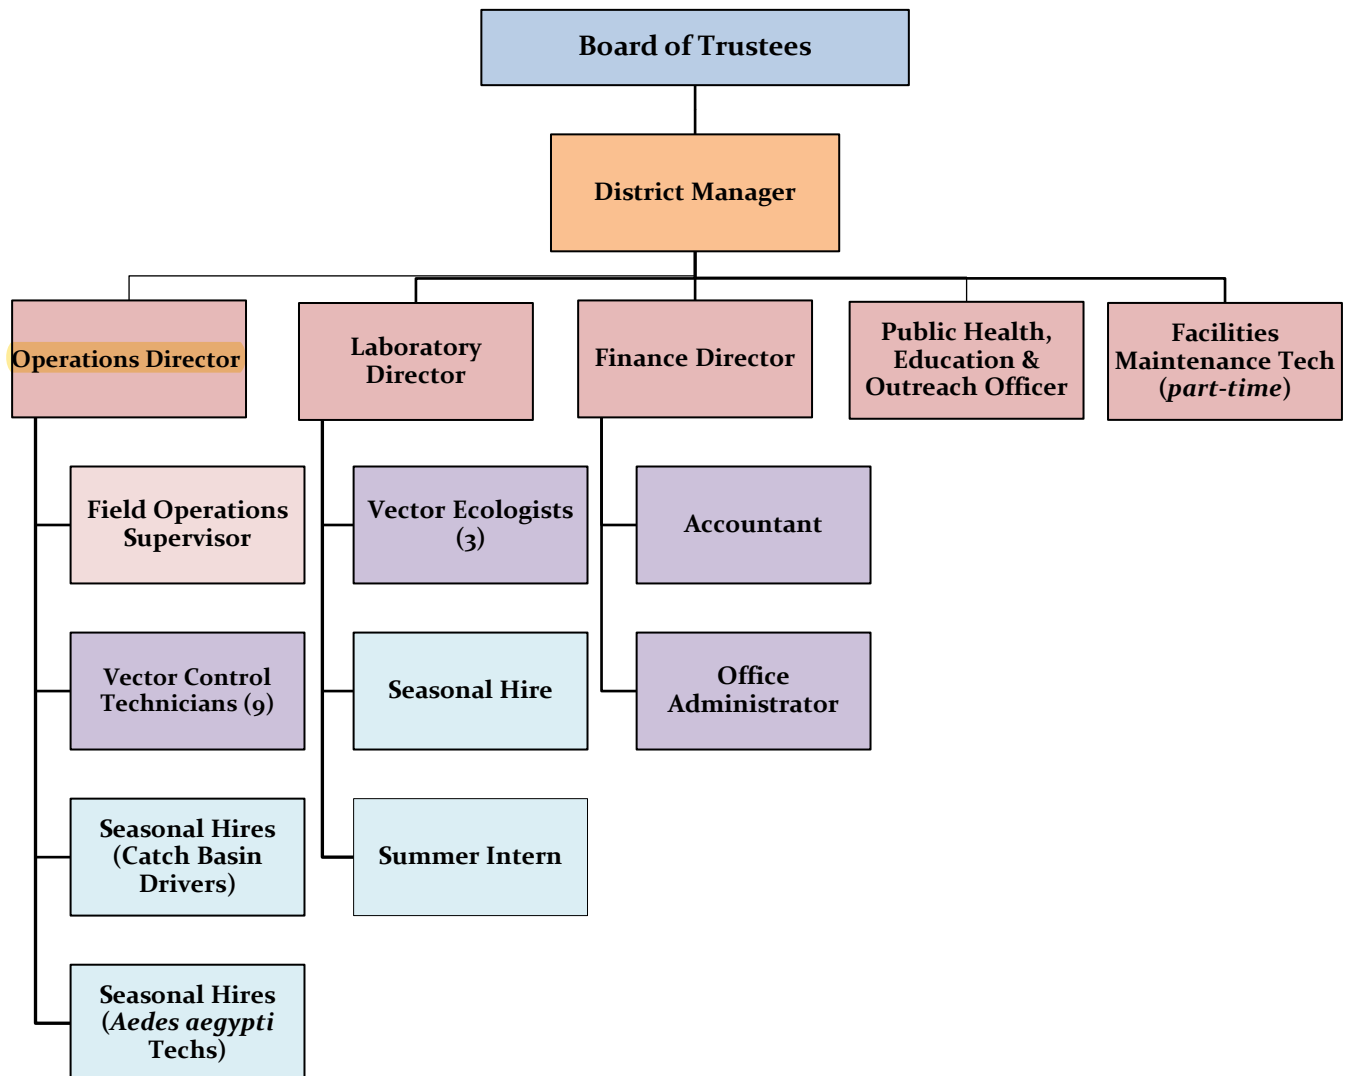 Board of Trustees
District Manager
Operations Director
Laboratory
Director
Finance Director
Public Health,
Education &
Outreach Officer
Facilities
Maintenance Tech
(part-time)
Field Operations
Supervisor
Vector Ecologists
(3)
Accountant
Vector Control
Technicians (9)
Seasonal Hire
Office
Administrator
Seasonal Hires
(Catch Basin
Drivers)
Summer Intern
Seasonal Hires
(Aedes aegypti
Techs)